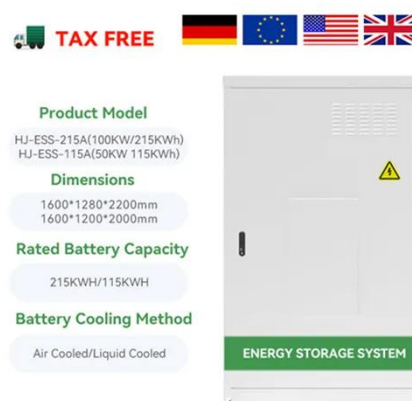 TAX FREE
Product Model
HJ-ESS-215A(100KW/215KWh)
HJ-ESS-115A(50KW 115KWh)
Dimensions
1600*1280*2200mm
1600*1200*2000mm
Rated Battery Capacity
215KWH/115KWH
Battery Cooling Method
Air Cooled/Liquid Cooled
ENERGY STORAGE SYSTEM